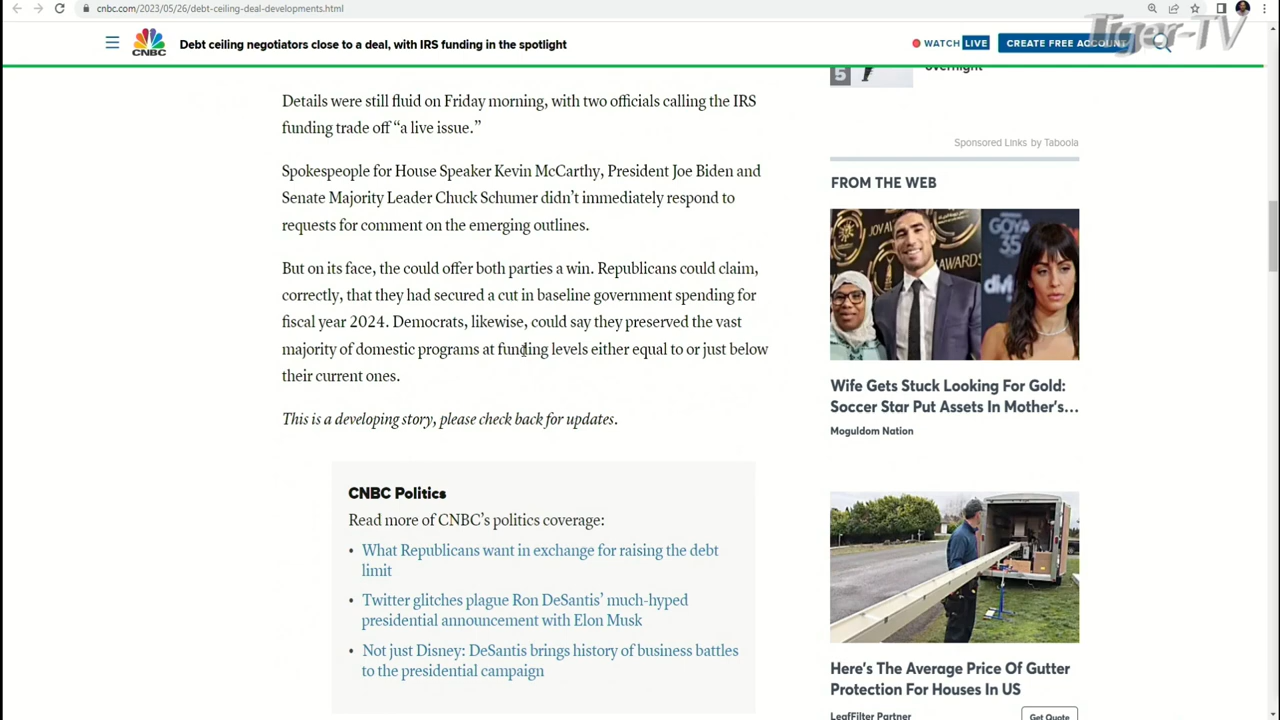 cnbc.com/2023/05/26/debt-ceiling-deal-developments.html
CNBC
Debt ceiling negotiators close to a deal, with IRS funding in the spotlight
WATCH LIVE
CREATE FREE ACCOUNT
Tiger-TV
Details were still fluid on Friday morning, with two officials calling the IRS
funding trade off “a live issue.”
Spokespeople for House Speaker Kevin McCarthy, President Joe Biden and
Senate Majority Leader Chuck Schumer didn’t immediately respond to
requests for comment on the emerging outlines.
But on its face, the could offer both parties a win. Republicans could claim,
correctly, that they had secured a cut in baseline government spending for
fiscal year 2024. Democrats, likewise, could say they preserved the vast
majority of domestic programs at funding levels either equal to or just below
their current ones.
This is a developing story, please check back for updates.
CNBC Politics
Read more of CNBC’s politics coverage:
• What Republicans want in exchange for raising the debt
limit
• Twitter glitches plague Ron DeSantis’ much-hyped
presidential announcement with Elon Musk
• Not just Disney: DeSantis brings history of business battles
to the presidential campaign
5
overnight
Sponsored Links by Taboola
FROM THE WEB
JOY AWARDS
GOYA
35
Wife Gets Stuck Looking For Gold:
Soccer Star Put Assets In Mother’s…
Moguldom Nation
Here’s The Average Price Of Gutter
Protection For Houses In US
LeafFilter Partner
Get Quote